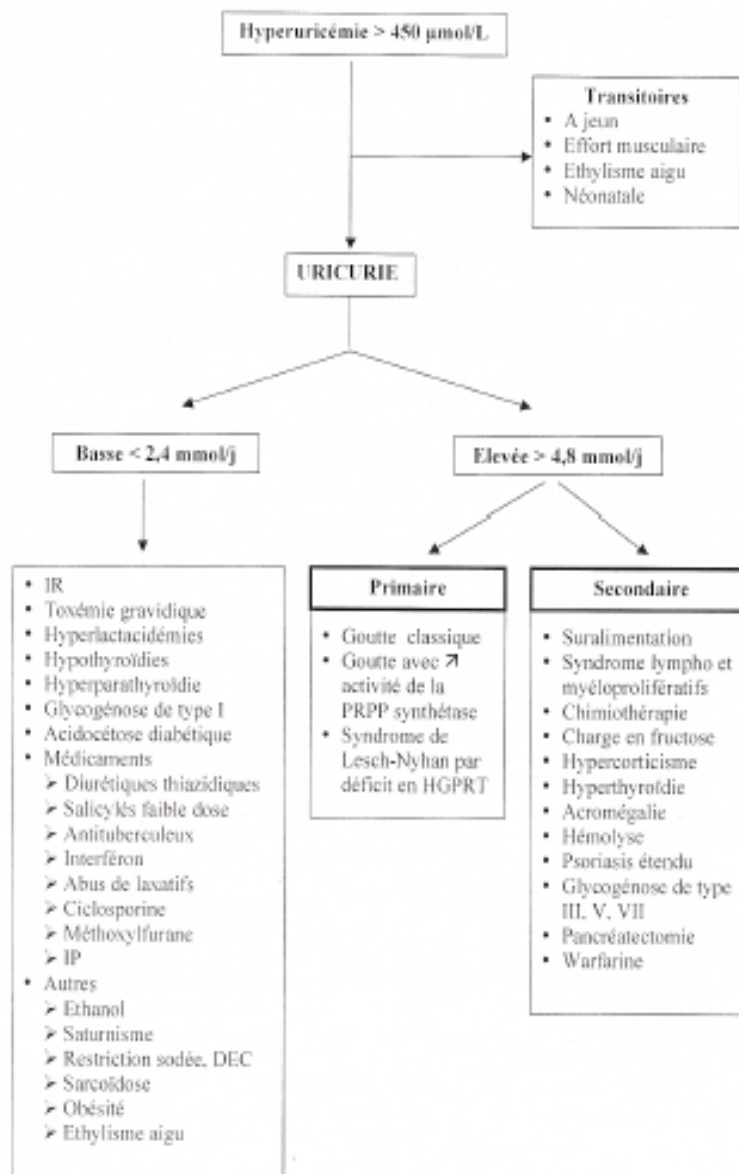 Hyperuricémie > 450 µmol/L
Transitoires
• A jeun
• Effort musculaire
• Ethylisme aigu
• Néonatale
URICURIE
Basse < 2,4 mmol/j
Elevée > 4,8 mmol/j
• IR
• Toxémie gravidique
• Hyperlactacidémies
• Hypothyroïdies
• Hyperparathyroïdie
• Glycogénose de type I
• Acidocétose diabétique
• Médicaments
➤ Diurétiques thiazidiques
➤ Salicylés faible dose
➤ Antituberculeux
➤ Interféron
➤ Abus de laxatifs
➤ Ciclosporine
➤ Méthoxylfurane
➤ IP
• Autres
➤ Ethanol
➤ Saturnisme
➤ Restriction sodée, DEC
➤ Sarcoïdose
➤ Obésité
➤ Ethylisme aigu
Primaire
• Goutte classique
• Goutte avec ↗
activité de la
PRPP synthétase
• Syndrome de
Lesch-Nyhan par
déficit en HGPRT
Secondaire
• Suralimentation
• Syndrome lympho et
myéloprolifératifs
• Chimiothérapie
• Charge en fructose
• Hypercorticisme
• Hyperthyroïdie
• Acromégalie
• Hémolyse
• Psoriasis étendu
• Glycogénose de type
III, V, VII
• Pancréatectomie
• Warfarine